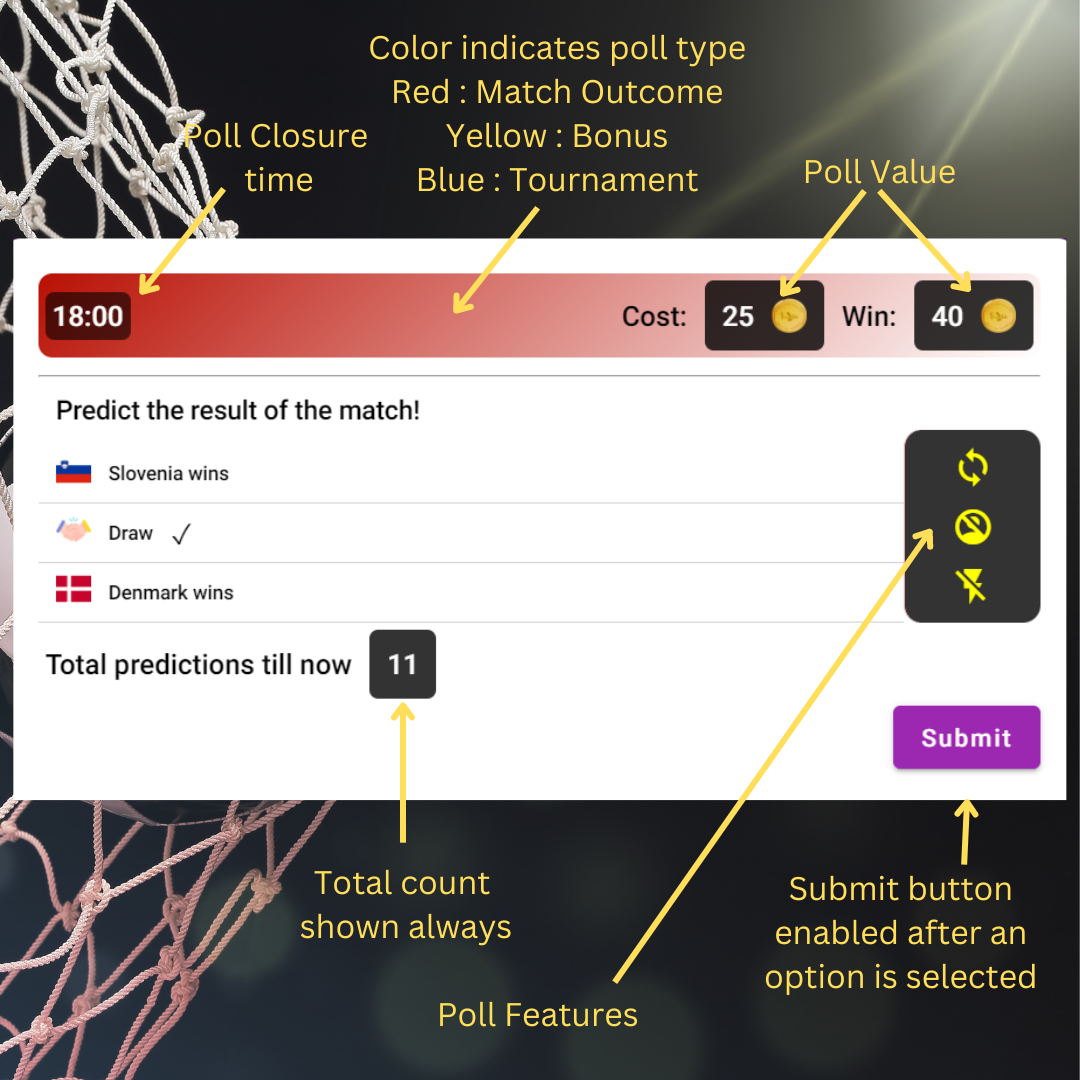 Color indicates poll type
Red : Match Outcome
Yellow : Bonus
Blue : Tournament
Poll Closure
time
Poll Value
18:00
Cost:
25
Win:
40
Predict the result of the match!
Slovenia wins
Draw ✓
Denmark wins
Total predictions till now
11
Submit
Total count
shown always
Submit button
enabled after an
option is selected
Poll Features